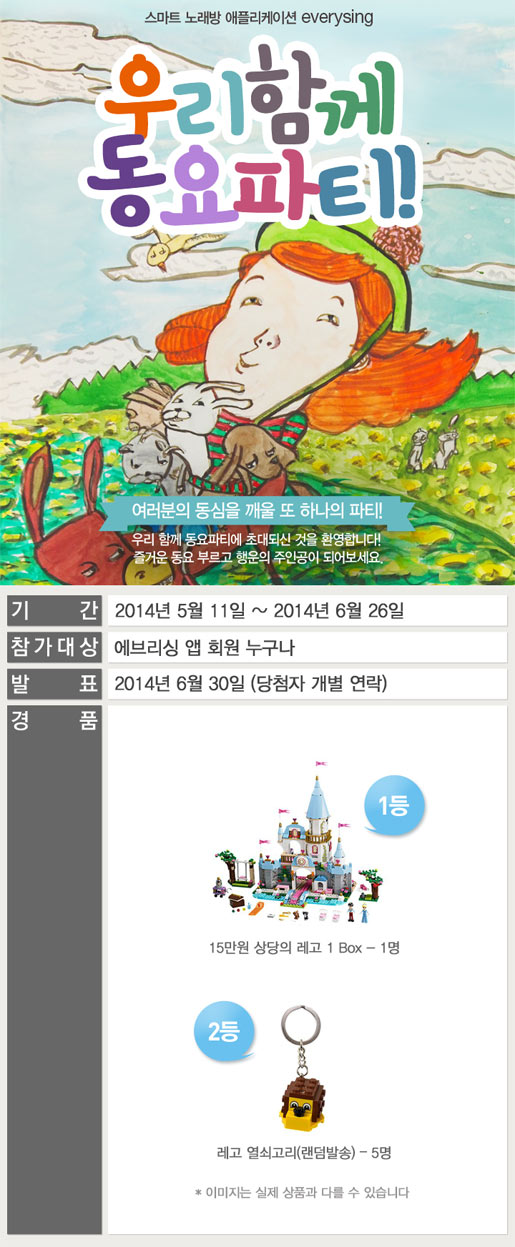 스마트 노래방 애플리케이션 everysing
우리함께
동요파티!
여러분의 동심을 깨울 또 하나의 파티!
우리 함께 동요파티에 초대되신 것을 환영합니다!
즐거운 동요 부르고 행운의 주인공이 되어보세요.
기 간 2014년 5월 11일 ~ 2014년 6월 26일
참가대상 에브리싱 앱 회원 누구나
발 표 2014년 6월 30일 (당첨자 개별 연락)
경 품
1등
15만원 상당의 레고 1 Box - 1명
2등
레고 열쇠고리(랜덤발송) - 5명
* 이미지는 실제 상품과 다를 수 있습니다